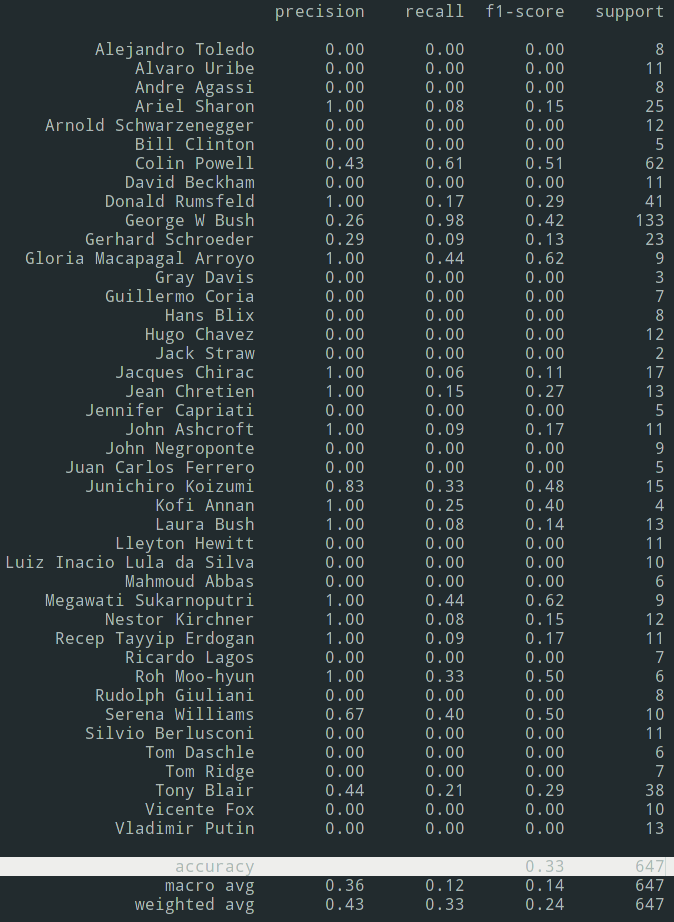 precision recall f1-score support
Alejandro Toledo 0.00 0.00 0.00 8
Alvaro Uribe 0.00 0.00 0.00 11
Andre Agassi 0.00 0.00 0.00 8
Ariel Sharon 1.00 0.08 0.15 25
Arnold Schwarzenegger 0.00 0.00 0.00 12
Bill Clinton 0.00 0.00 0.00 5
Colin Powell 0.43 0.61 0.51 62
David Beckham 0.00 0.00 0.00 11
Donald Rumsfeld 1.00 0.17 0.29 41
George W Bush 0.26 0.98 0.42 133
Gerhard Schroeder 0.29 0.09 0.13 23
Gloria Macapagal Arroyo 1.00 0.44 0.62 9
Gray Davis 0.00 0.00 0.00 3
Guillermo Coria 0.00 0.00 0.00 7
Hans Blix 0.00 0.00 0.00 8
Hugo Chavez 0.00 0.00 0.00 12
Jack Straw 0.00 0.00 0.00 2
Jacques Chirac 1.00 0.06 0.11 17
Jean Chretien 1.00 0.15 0.27 13
Jennifer Capriati 0.00 0.00 0.00 5
John Ashcroft 1.00 0.09 0.17 11
John Negroponte 0.00 0.00 0.00 9
Juan Carlos Ferrero 0.00 0.00 0.00 5
Junichiro Koizumi 0.83 0.33 0.48 15
Kofi Annan 1.00 0.25 0.40 4
Laura Bush 1.00 0.08 0.14 13
Lleyton Hewitt 0.00 0.00 0.00 11
Luiz Inacio Lula da Silva 0.00 0.00 0.00 10
Mahmoud Abbas 0.00 0.00 0.00 6
Megawati Sukarnoputri 1.00 0.44 0.62 9
Nestor Kirchner 1.00 0.08 0.15 12
Recep Tayyip Erdogan 1.00 0.09 0.17 11
Ricardo Lagos 0.00 0.00 0.00 7
Roh Moo-hyun 1.00 0.33 0.50 6
Rudolph Giuliani 0.00 0.00 0.00 8
Serena Williams 0.67 0.40 0.50 10
Silvio Berlusconi 0.00 0.00 0.00 11
Tom Daschle 0.00 0.00 0.00 6
Tom Ridge 0.00 0.00 0.00 7
Tony Blair 0.44 0.21 0.29 38
Vicente Fox 0.00 0.00 0.00 10
Vladimir Putin 0.00 0.00 0.00 13
accuracy 0.33 647
macro avg 0.36 0.12 0.14 647
weighted avg 0.43 0.33 0.24 647